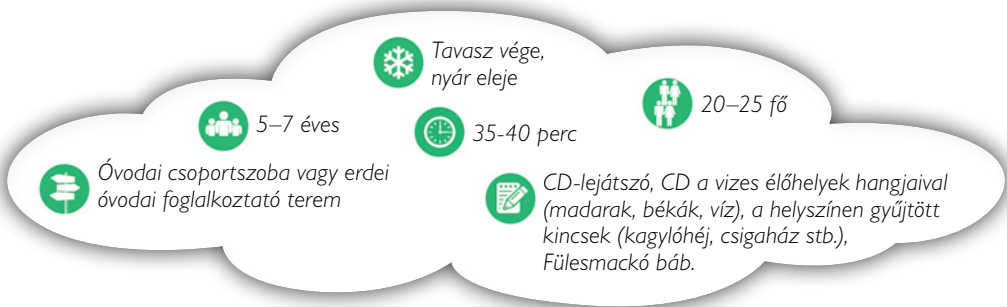 Tavasz vége,
nyár eleje
20–25 fő
5–7 éves
35-40 perc
Óvodai csoportszoba vagy erdei
óvodai foglalkoztató terem
CD-lejátszó, CD a vizes élőhelyek hangjaival
(madarak, békák, víz), a helyszínen gyűjtött
kincsek (kagylóhéj, csigaház stb.),
Fülesmackó báb.